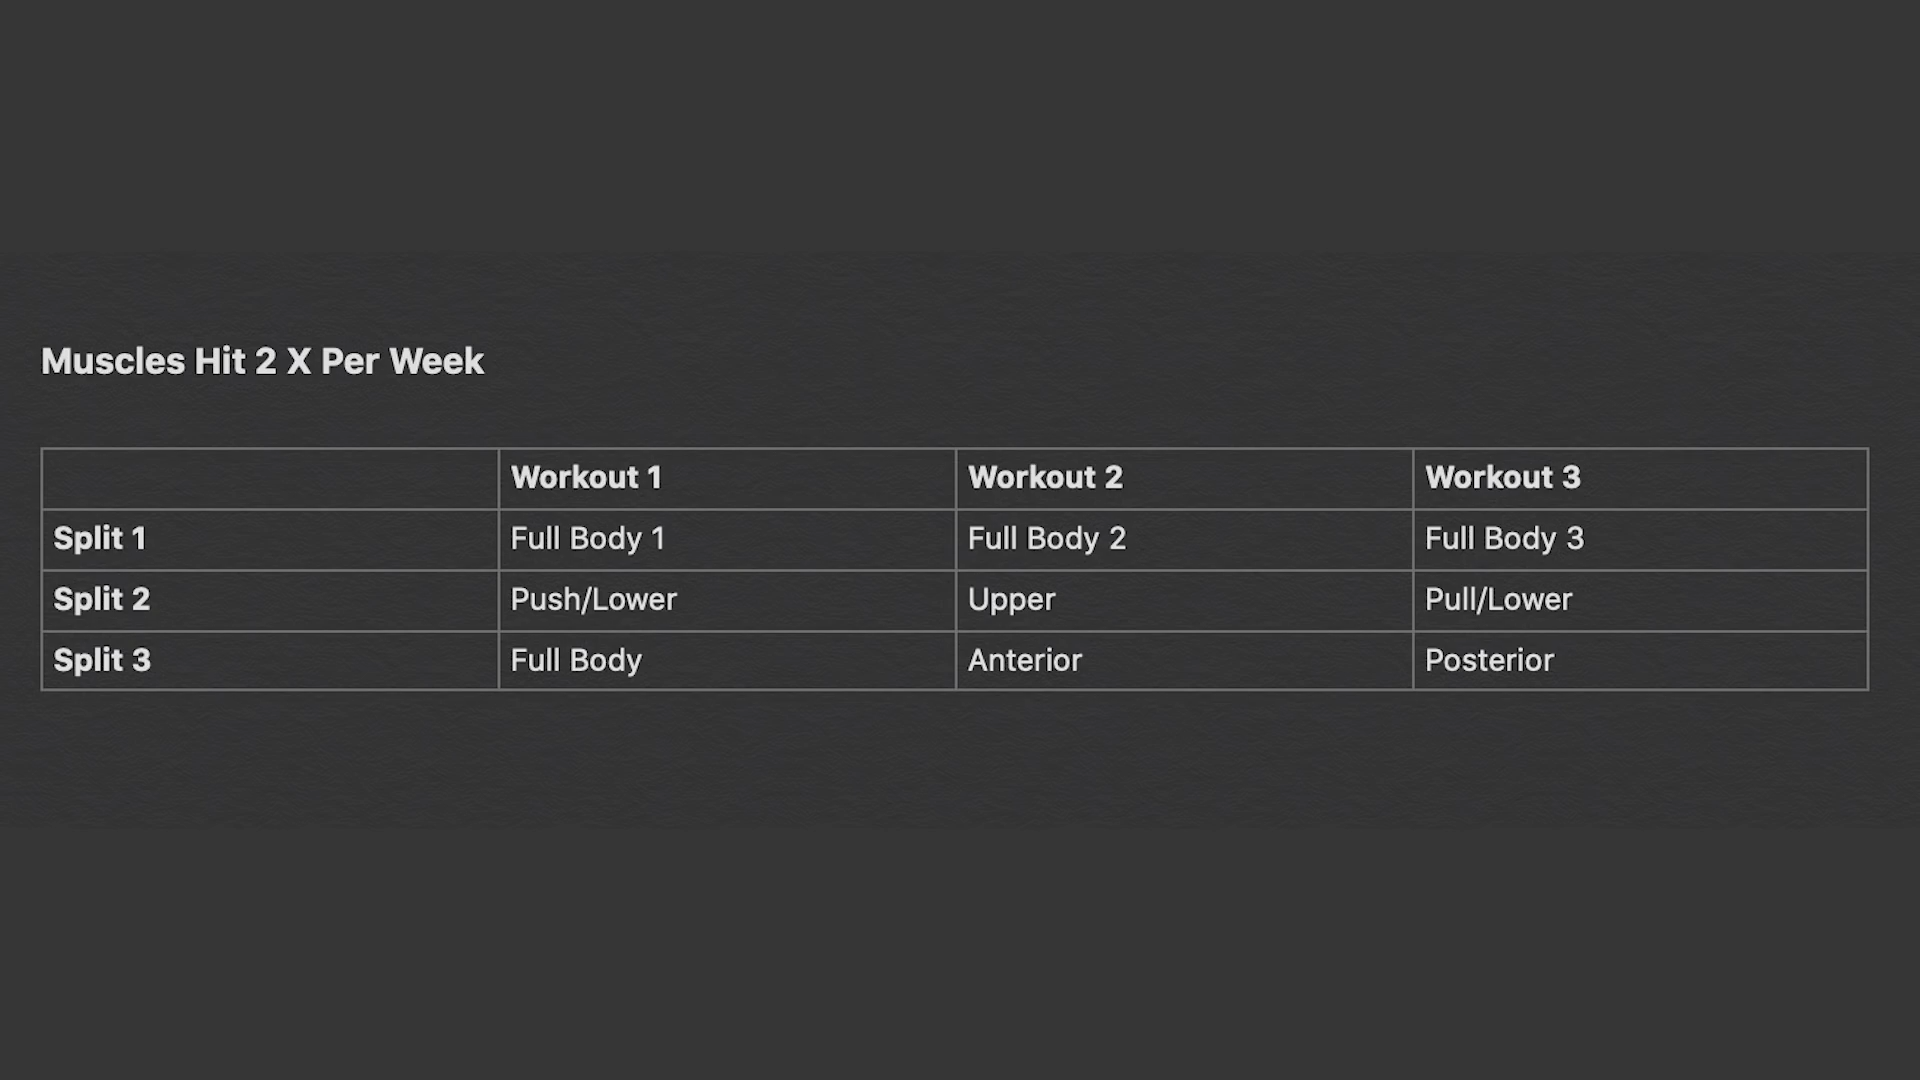 Muscles Hit 2 X Per Week
Workout 1 Workout 2 Workout 3
Split 1 Full Body 1 Full Body 2 Full Body 3
Split 2 Push/Lower Upper Pull/Lower
Split 3 Full Body Anterior Posterior